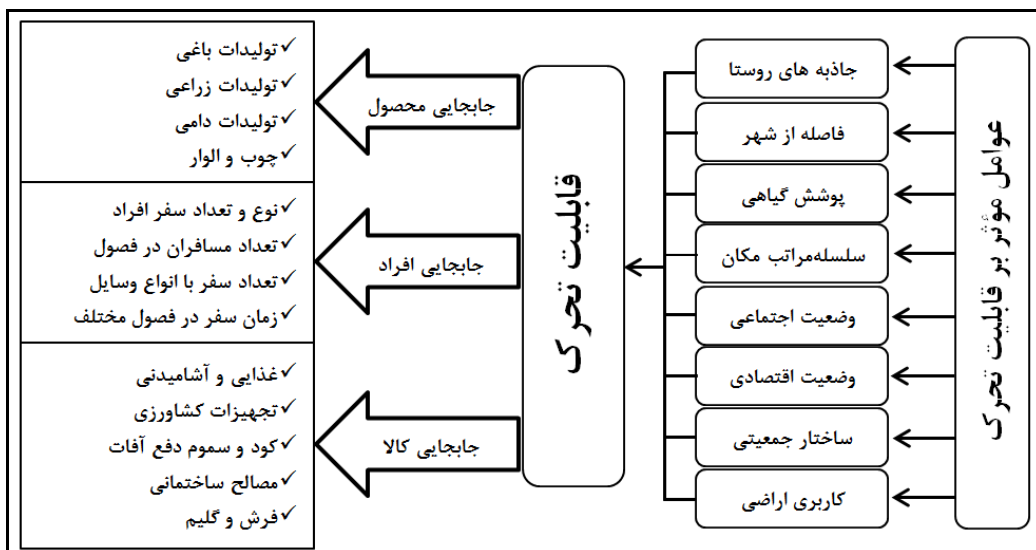 عوامل مؤثر بر قابلیت تحرک
جاذبه های روستا
فاصله از شهر
پوشش گیاهی
سلسله‌مراتب مکان
وضعیت اجتماعی
وضعیت اقتصادی
ساختار جمعیتی
کاربری اراضی
قابلیت تحرک
جابجایی محصول
✓ تولیدات باغی
✓ تولیدات زراعی
✓ تولیدات دامی
✓ چوب و الوار
جابجایی افراد
✓ نوع و تعداد سفر افراد
✓ تعداد مسافران در فصول
✓ تعداد سفر با انواع وسایل
✓ زمان سفر در فصول مختلف
جابجایی کالا
✓ غذایی و آشامیدنی
✓ تجهیزات کشاورزی
✓ کود و سموم دفع آفات
✓ مصالح ساختمانی
✓ فرش و گلیم